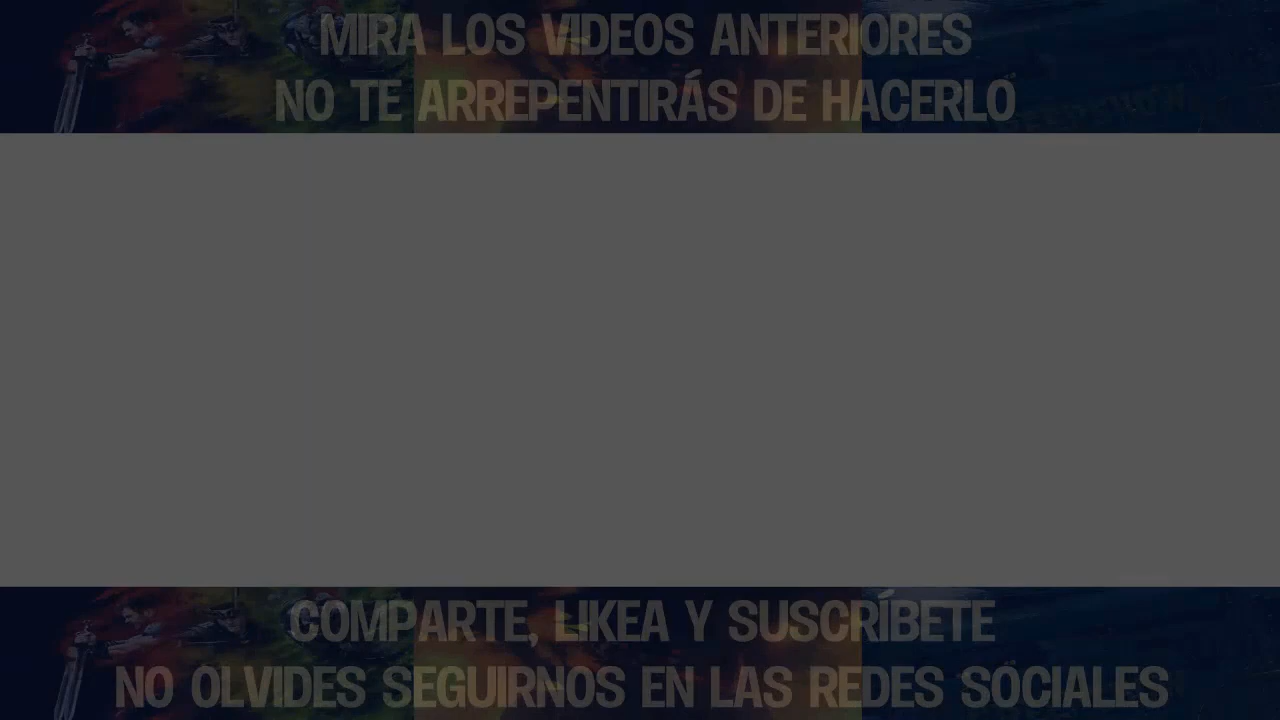 MIRA LOS VIDEOS ANTERIORES
NO TE ARREPENTIRÁS DE HACERLO
COMPARTE, LIKEA Y SUSCRÍBETE
NO OLVIDES SEGUIRNOS EN LAS REDES SOCIALES